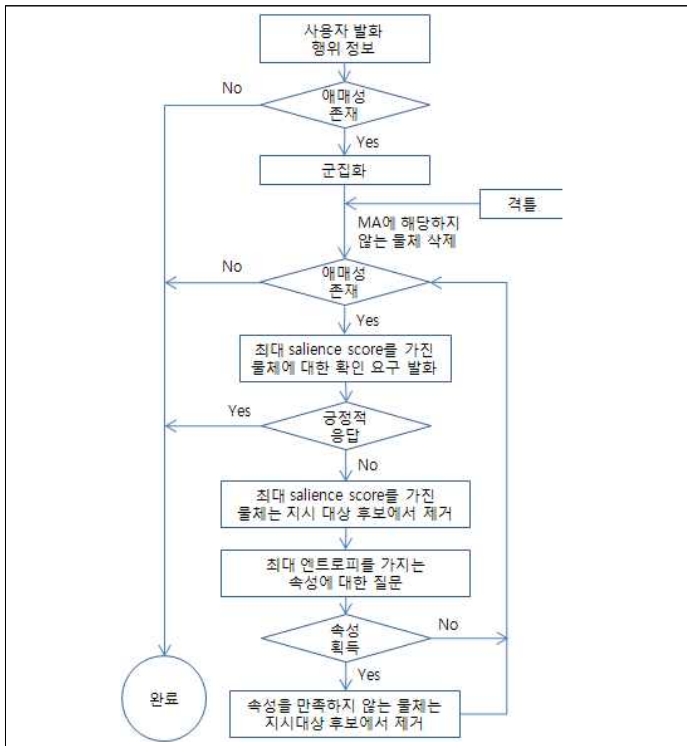 사용자 발화
행위 정보
No
애매성
존재
Yes
군집화
격틀
MA에 해당하지
않는 물체 삭제
No
애매성
존재
Yes
최대 salience score를 가진
물체에 대한 확인 요구 발화
Yes
긍정적
응답
No
최대 salience score를 가진
물체는 지시 대상 후보에서 제거
최대 엔트로피를 가지는
속성에 대한 질문
속성
획득
No
Yes
완료
속성을 만족하지 않는 물체는
지시대상 후보에서 제거